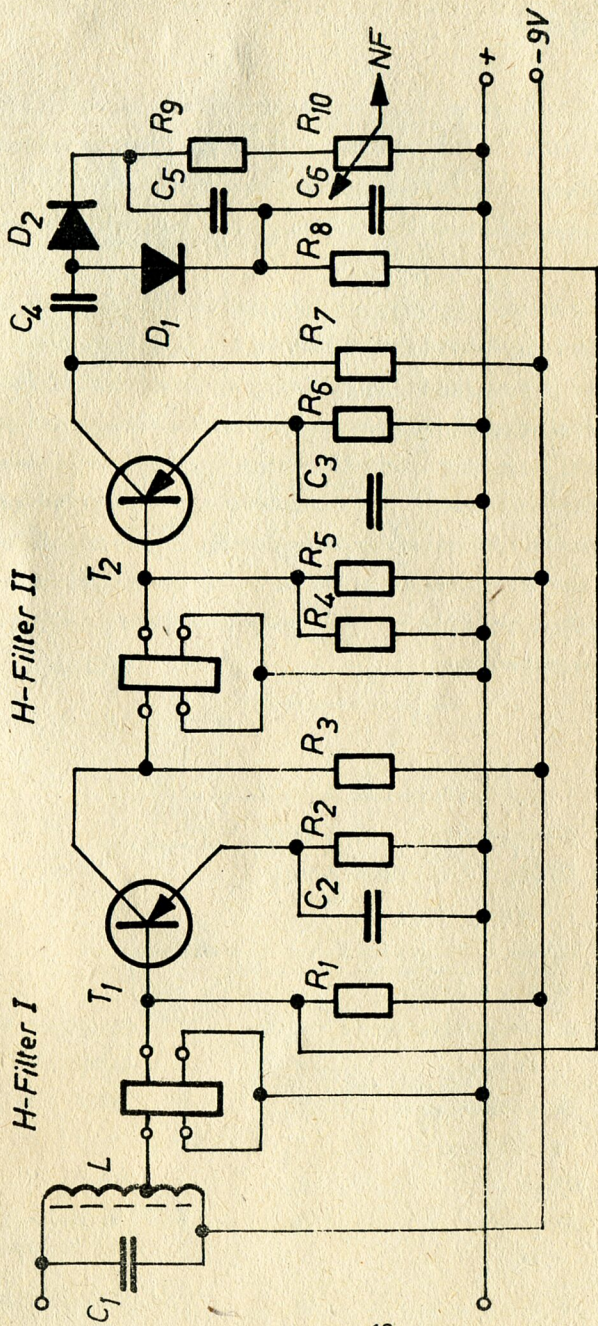 H-Filter I
H-Filter II
L
T₁
T₂
C₄
D₂
C₁
D₁
R₁
C₂
R₂
R₃
R₄
R₅
C₃
R₆
R₇
R₈
C₅
C₆
R₉
R₁₀
NF
+
-9V